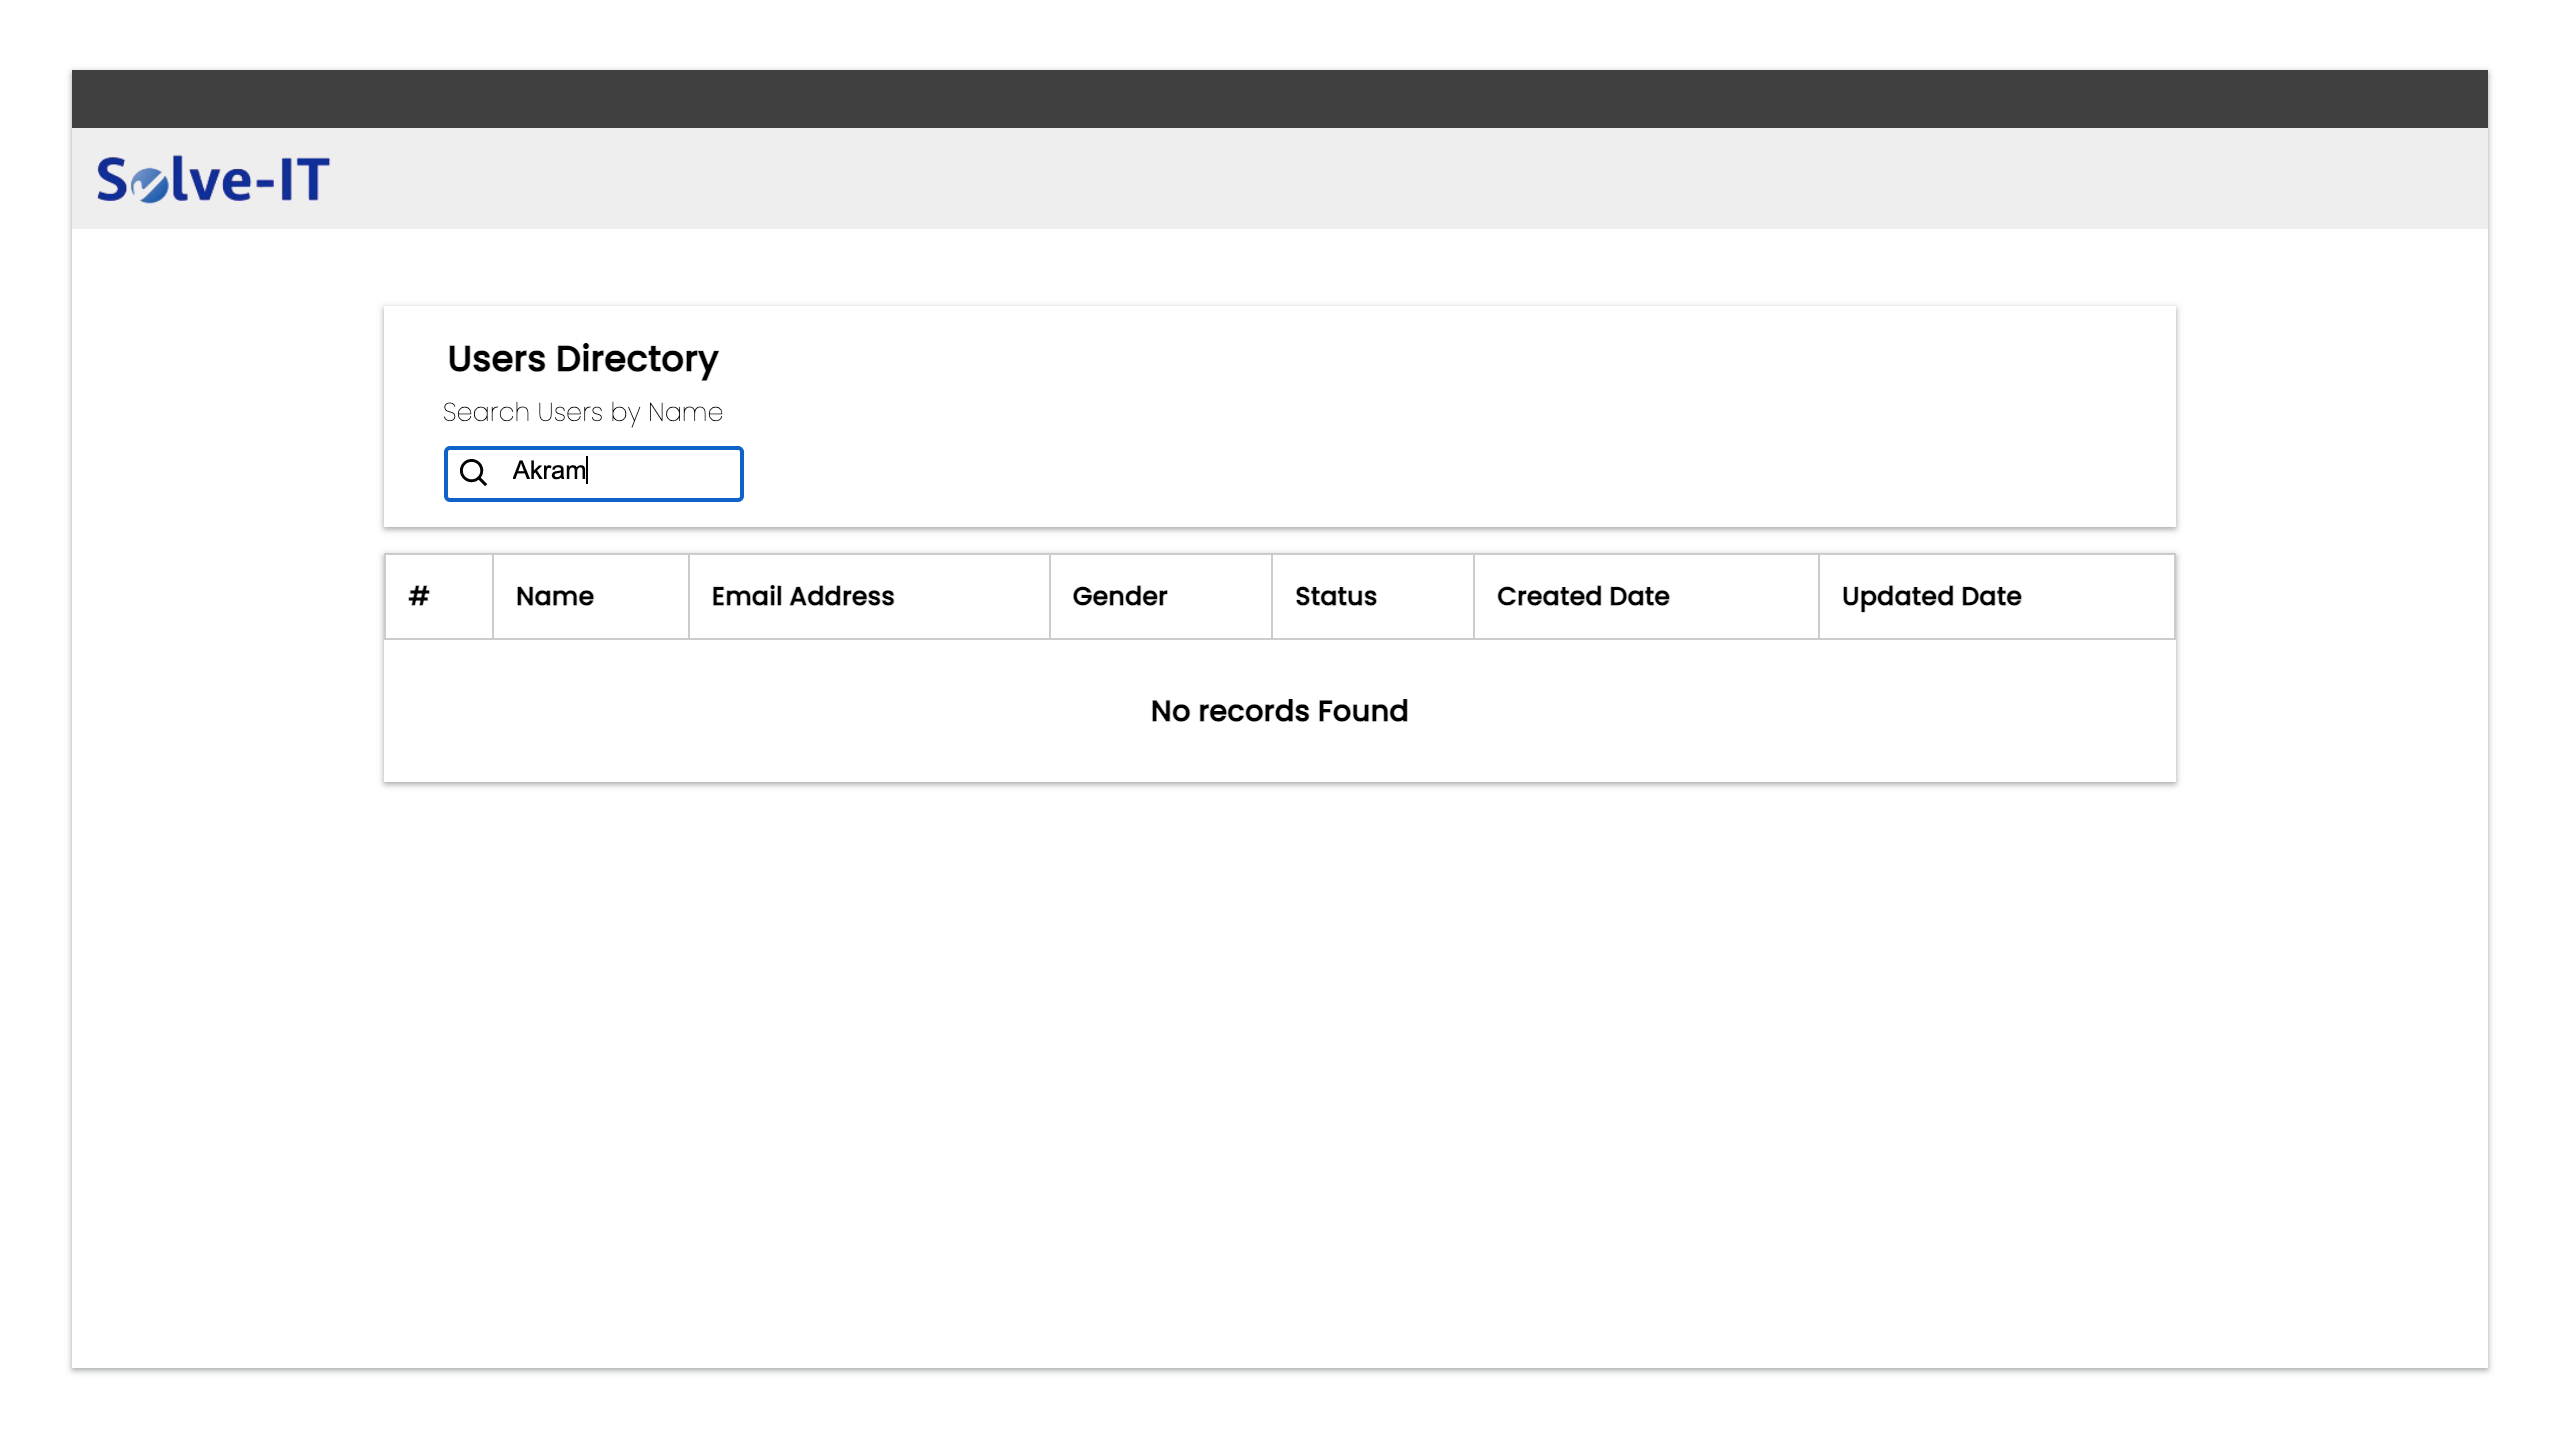 Solve-IT
Users Directory
Search Users by Name
Akram
# Name Email Address Gender Status Created Date Updated Date
No records Found